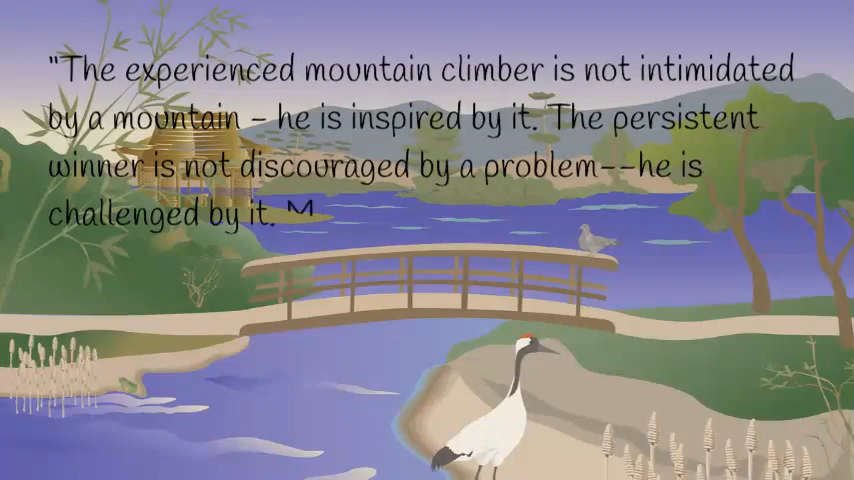 "The experienced mountain climber is not intimidated
by a mountain - he is inspired by it. The persistent
winner is not discouraged by a problem--he is
challenged by it. M